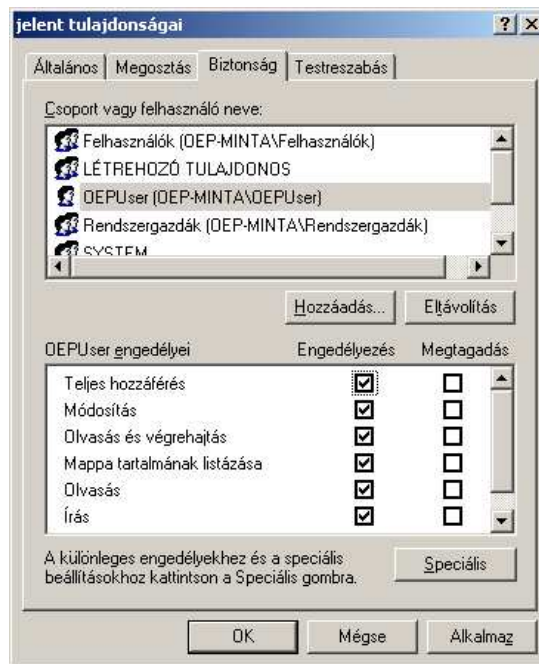 jelent tulajdonságai
Általános Megosztás Biztonság Testreszabás
Csoport vagy felhasználó neve:
Felhasználók (OEP-MINTA\Felhasználók)
LÉTREHOZÓ TULAJDONOS
OEPUser (OEP-MINTA\OEPUser)
Rendszergazdák (OEP-MINTA\Rendszergazdák)
SYSTEM
Hozzáadás... Eltávolítás
OEPUser engedélyei Engedélyezés Megtagadás
Teljes hozzáférés
Módosítás
Olvasás és végrehajtás
Mappa tartalmának listázása
Olvasás
Írás
A különleges engedélyekhez és a speciális
beállításokhoz kattintson a Speciális gombra.
Speciális
OK Mégse Alkalmaz